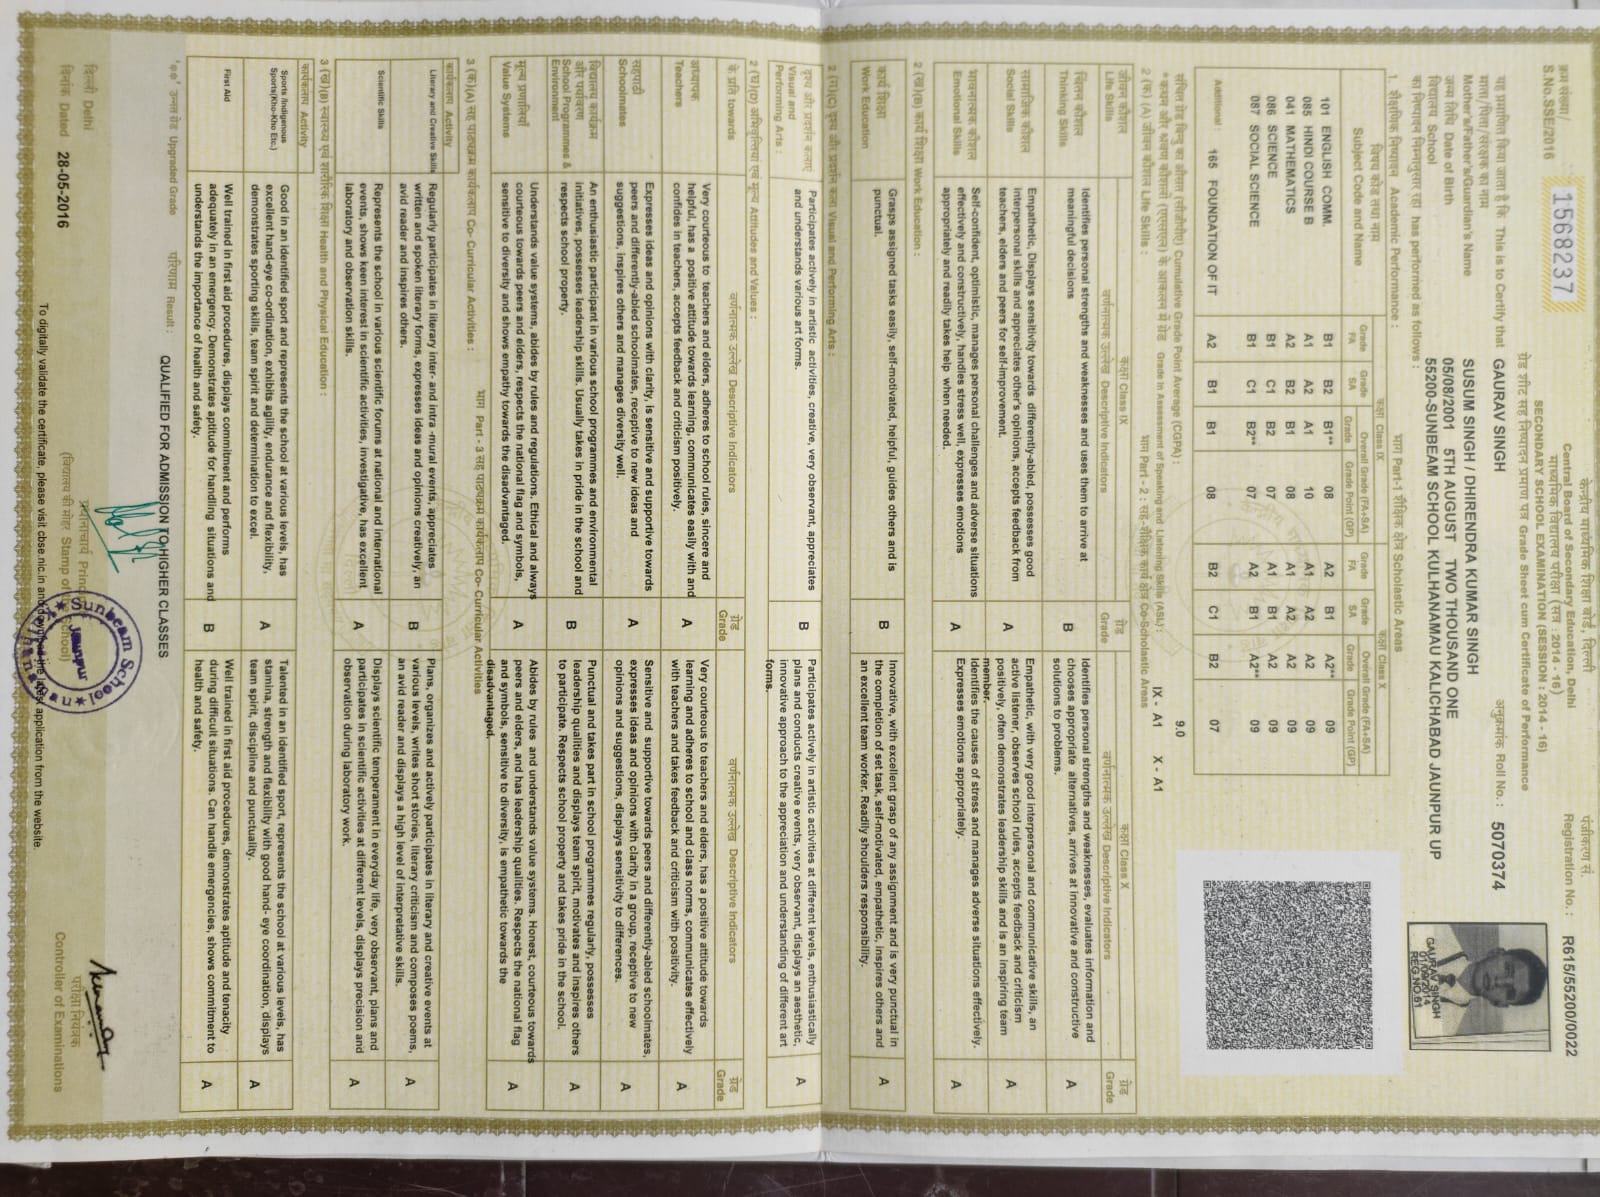 क्रम संख्या/
S.No.SSE/2016 1568237
केन्द्रीय माध्यमिक शिक्षा बोर्ड, दिल्ली
Central Board of Secondary Education, Delhi
माध्यमिक विद्यालय परीक्षा (सत्र : 2014 - 16)
SECONDARY SCHOOL EXAMINATION (SESSION : 2014 - 16)
ग्रेड शीट सह निष्पादन प्रमाण पत्र Grade Sheet cum Certificate of Performance
पंजीकरण सं.
Registration No. : R615/55200/0022
यह प्रमाणित किया जाता है कि This is to Certify that GAURAV SINGH अनुक्रमांक Roll No. : 5070374
माता/पिता/संरक्षक का नाम
Mother's/Father's/Guardian's Name SUSUM SINGH / DHIRENDRA KUMAR SINGH
जन्म तिथि Date of Birth 05/08/2001 5TH AUGUST TWO THOUSAND ONE
विद्यालय School 55200-SUNBEAM SCHOOL KULHANAMAU KALICHABAD JAUNPUR UP
का निष्पादन निम्नानुसार रहा has performed as follows :
GAURAV SINGH
01/09/2014
REG NO.61
भाग Part-1 शैक्षिक क्षेत्र Scholastic Areas
1. शैक्षणिक निष्पादन Academic Performance :
विषय कोड तथा नाम
Subject Code and Name
कक्षा Class IX
कक्षा Class X
Grade FA Grade SA Overall Grade (FA+SA) Grade Grade Point (GP) Grade FA Grade SA Overall Grade (FA+SA) Grade Grade Point (GP)
101 ENGLISH COMM. B1 B2 B1** 08 A2 B1 A2** 09
085 HINDI COURSE B A1 A2 A1 10 A1 A2 A2 09
041 MATHEMATICS A2 B2 B1 08 A1 A2 A2 09
086 SCIENCE B1 C1 B2 07 A1 B1 A2 09
087 SOCIAL SCIENCE B1 C1 B2** 07 A2 B1 A2** 09
Additional : 165 FOUNDATION OF IT A2 B1 B1 08 B2 C1 B2 07
संचित ग्रेड बिन्दु का औसत (सीजीपीए) Cumulative Grade Point Average (CGPA) : 9.0
*कथन और श्रवण कौशलों (एएसएल) के आकलन में ग्रेड Grade in Assessment of Speaking and Listening Skills (ASL) : IX - A1 X - A1
भाग Part - 2 : सह-शैक्षिक कार्य क्षेत्र Co-Scholastic Areas
2 (क) (A) जीवन कौशल Life Skills :
जीवन कौशल
Life Skills
कक्षा Class IX
वर्णनात्मक उल्लेख Descriptive Indicators
ग्रेड
Grade
कक्षा Class X
वर्णनात्मक उल्लेख Descriptive Indicators
ग्रेड
Grade
चिंतन कौशल
Thinking Skills
Identifies personal strengths and weaknesses and uses them to arrive at
meaningful decisions
B
Identifies personal strengths and weaknesses, evaluates information and
chooses appropriate alternatives, arrives at innovative and constructive
solutions to problems.
A
सामाजिक कौशल
Social Skills
Empathetic, Displays sensitivity towards differently-abled, possesses good
interpersonal skills and appreciates other's opinions, accepts feedback from
teachers, elders and peers for self-improvement.
A
Empathetic, with very good interpersonal and communicative skills, an
active listener, observes school rules, accepts feedback and criticism
positively, often demonstrates leadership skills and is an inspiring team
member.
A
भावनात्मक कौशल
Emotional Skills
Self-confident, optimistic, manages personal challenges and adverse situations
effectively and constructively, handles stress well, expresses emotions
appropriately and readily takes help when needed.
A
Identifies the causes of stress and manages adverse situations effectively.
Expresses emotions appropriately.
A
2 (ख)(B) कार्य शिक्षा Work Education :
कार्य शिक्षा
Work Education
Grasps assigned tasks easily, self-motivated, helpful, guides others and is
punctual.
B
Innovative, with excellent grasp of any assignment and is very punctual in
the completion of set task, self-motivated, empathetic, inspires others and
an excellent team worker. Readily shoulders responsibility.
A
2 (ग)(C) दृश्य और प्रदर्शन कला Visual and Performing Arts :
दृश्य और प्रदर्शन कलाएं
Visual and
Performing Arts :
Participates actively in artistic activities, creative, very observant, appreciates
and understands various art forms.
B
Participates actively in artistic activities at different levels, enthusiastically
plans and conducts creative events, very observant, displays an aesthetic,
innovative approach to the appreciation and understanding of different art
forms.
A
2 (घ)(D) अभिवृत्तियां एवं मूल्य Attitudes and Values :
के प्रति towards
वर्णनात्मक उल्लेख Descriptive Indicators
ग्रेड
Grade
वर्णनात्मक उल्लेख Descriptive Indicators
ग्रेड
Grade
अध्यापक
Teachers
Very courteous to teachers and elders, adheres to school rules, sincere and
helpful, has a positive attitude towards learning, communicates easily with and
confides in teachers, accepts feedback and criticism positively.
A
Very courteous to teachers and elders, has a positive attitude towards
learning and adheres to school and class norms, communicates effectively
with teachers and takes feedback and criticism with positivity.
A
सहपाठी
Schoolmates
Expresses ideas and opinions with clarity, is sensitive and supportive towards
peers and differently-abled schoolmates, receptive to new ideas and
suggestions, inspires others and manages diversity well.
A
Sensitive and supportive towards peers and differently-abled schoolmates,
expresses ideas and opinions with clarity in a group, receptive to new
opinions and suggestions, displays sensitivity to differences.
A
विद्यालय कार्यक्रम
और पर्यावरण
School Programmes &
Environment
An enthusiastic participant in various school programmes and environmental
initiatives, possesses leadership skills. Usually takes in pride in the school and
respects school property.
B
Punctual and takes part in school programmes regularly, possesses
leadership qualities and displays team spirit, motivates and inspires others
to participate. Respects school property and takes pride in the school.
A
मूल्य प्रणालियाँ
Value Systems
Understands value systems, abides by rules and regulations. Ethical and always
courteous towards peers and elders, respects the national flag and symbols,
sensitive to diversity and shows empathy towards the disadvantaged.
A
Abides by rules and understands value systems. Honest, courteous towards
peers and elders, and has leadership qualities. Respects the national flag
and symbols, sensitive to diversity, is empathetic towards the
disadvantaged.
A
भाग Part - 3 सह पाठ्यक्रम कार्यकलाप Co- Curricular Activities
3 (क)(A) सह पाठ्यक्रम कार्यकलाप Co- Curricular Activities :
कार्यकलाप Activity
Literary and Creative Skills
Regularly participates in literary inter- and intra -mural events, appreciates
written and spoken literary forms, expresses ideas and opinions creatively, an
avid reader and inspires others.
B
Plans, organizes and actively participates in literary and creative events at
various levels, writes short stories, literary criticism and composes poems,
an avid reader and displays a high level of interpretative skills.
A
Scientific Skills
Represents the school in various scientific forums at national and international
events, shows keen interest in scientific activities, investigative, has excellent
laboratory and observation skills.
A
Displays scientific temperament in everyday life, very observant, plans and
participates in scientific activities at different levels, displays precision and
observation during laboratory work.
A
3 (ख)(B) स्वास्थ्य एवं शारीरिक शिक्षा Health and Physical Education :
कार्यकलाप Activity
Sports /Indigenous
Sports(Kho-Kho Etc.)
Good in an identified sport and represents the school at various levels, has
excellent hand-eye co-ordination, exhibits agility, endurance and flexibility,
demonstrates sporting skills, team spirit and determination to excel.
A
Talented in an identified sport, represents the school at various levels, has
stamina, strength and flexibility with good hand- eye coordination, displays
team spirit, discipline and punctuality.
A
First Aid
Well trained in first aid procedures, displays commitment and performs
adequately in an emergency. Demonstrates aptitude for handling situations and
understands the importance of health and safety.
B
Well trained in first aid procedures, demonstrates aptitude and tenacity
during difficult situations. Can handle emergencies, shows commitment to
health and safety.
A
'**' उन्नत ग्रेड Upgraded Grade परिणाम Result : QUALIFIED FOR ADMISSION TO HIGHER CLASSES
दिल्ली Delhi
दिनांक Dated 28-05-2016
प्रधानाचार्य Princ
(विद्यालय की मोहर Stamp of School)
Sunbeam School
Jaunpur
परीक्षा नियंत्रक
Controller of Examinations
To digitally validate the certificate, please visit cbse.nic.in and download the latest application from the website.